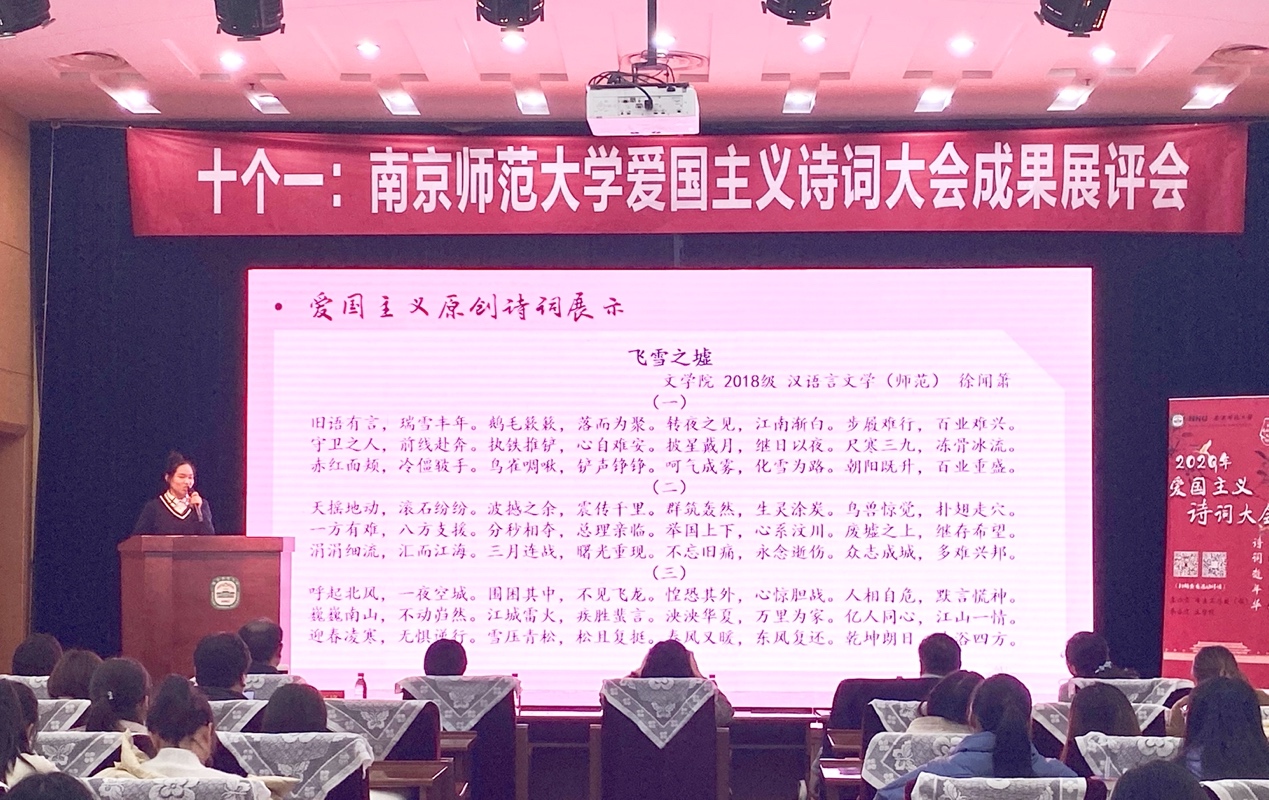 十个一：南京师范大学爱国主义诗词大会成果展评会
• 爱国主义原创诗词展示
飞雪之墟
文学院 2018级 汉语言文学（师范） 徐闻萧
（一）
旧语有言，瑞雪丰年。鹅毛簌簌，落而为聚。转夜之见，江南渐白。步履难行，百业难兴。
守卫之人，前线赴奔。执铁推铲，心自难安。披星戴月，继日以夜。尺寒三九，冻骨冰流。
赤红而颊，冷僵皲手。鸟雀啁啾，铲声铮铮。呵气成雾，化雪为路。朝阳既升，百业重盛。
（二）
天摇地动，滚石纷纷。波撼之余，震传千里。群筑轰然，生灵涂炭。鸟兽惊觉，扑翅走穴。
一方有难，八方支援。分秒相夺，总理亲临。举国上下，心系汶川。废墟之上，继存希望。
涓涓细流，汇而江海。三月连战，曙光重现。不忘旧痛，永念逝伤。众志成城，多难兴邦。
（三）
呼起北风，一夜空城。围困其中，不见飞龙。惶恐其外，心惊胆战。人相自危，默言慌神。
巍巍南山，不动岿然。江城雷火，疾胜蜚言。泱泱华夏，万里为家。亿人同心，江山一情。
迎春凌寒，无惧逆行。雪压青松，松且复挺。春风又暖，东风复还。乾坤朗日，谷四方。
2020年
爱国主义
诗词大会